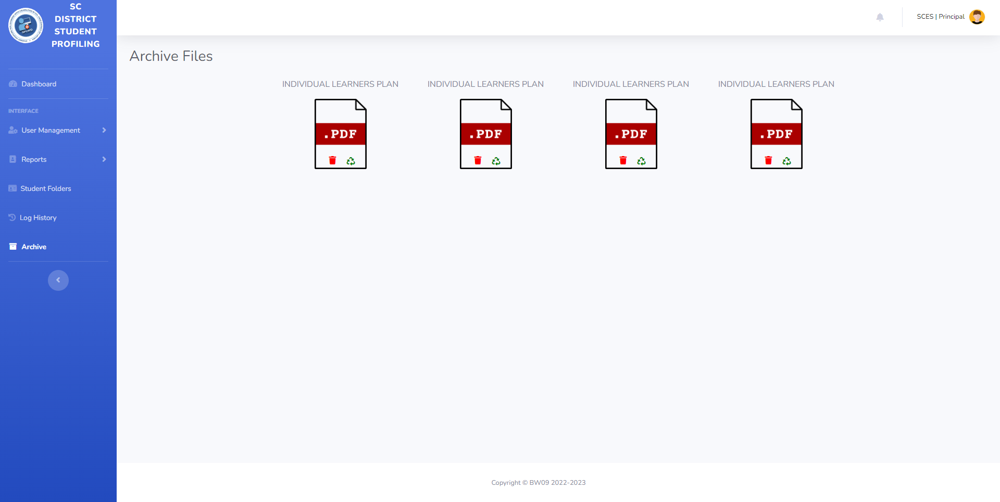 SC
DISTRICT
STUDENT
PROFILING
SPLWD
Dashboard
INTERFACE
User Management
Reports
Student Folders
Log History
Archive
SCES | Principal
Archive Files
INDIVIDUAL LEARNERS PLAN
INDIVIDUAL LEARNERS PLAN
INDIVIDUAL LEARNERS PLAN
INDIVIDUAL LEARNERS PLAN
.PDF
.PDF
.PDF
.PDF
Copyright © BW09 2022-2023